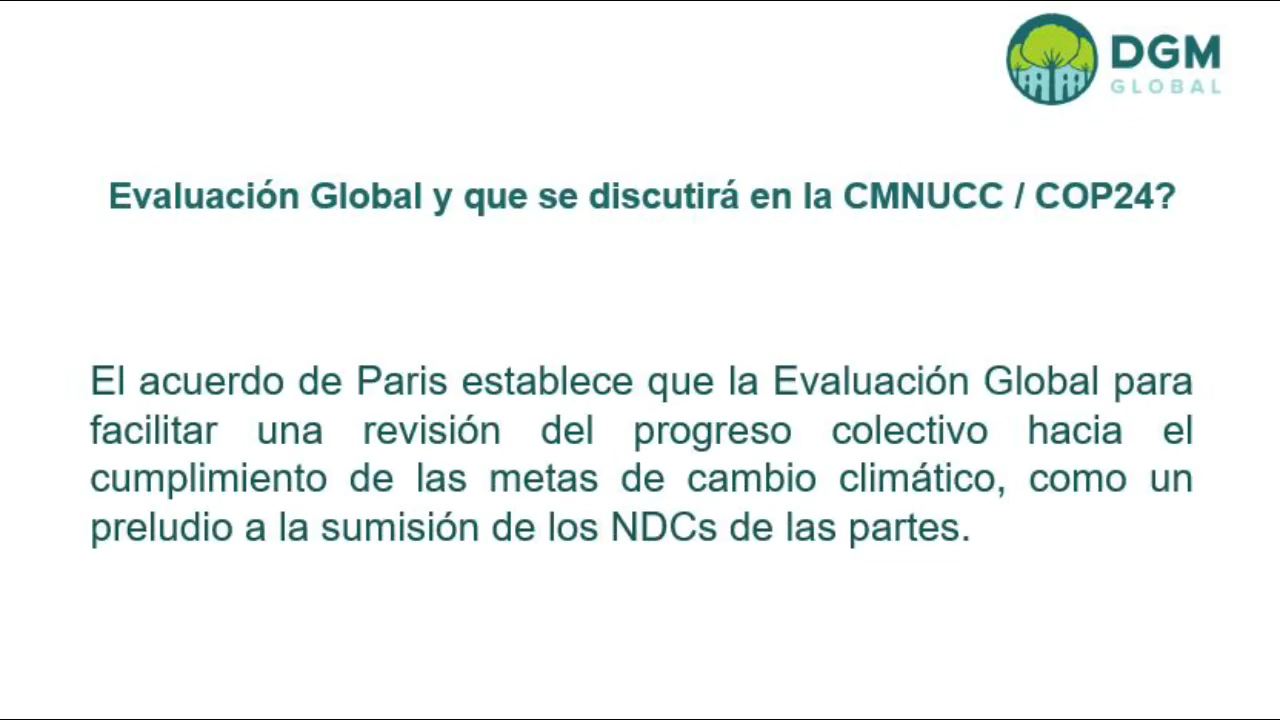 DGM
GLOBAL
Evaluación Global y que se discutirá en la CMNUCC / COP24?
El acuerdo de Paris establece que la Evaluación Global para
facilitar una revisión del progreso colectivo hacia el
cumplimiento de las metas de cambio climático, como un
preludio a la sumisión de los NDCs de las partes.